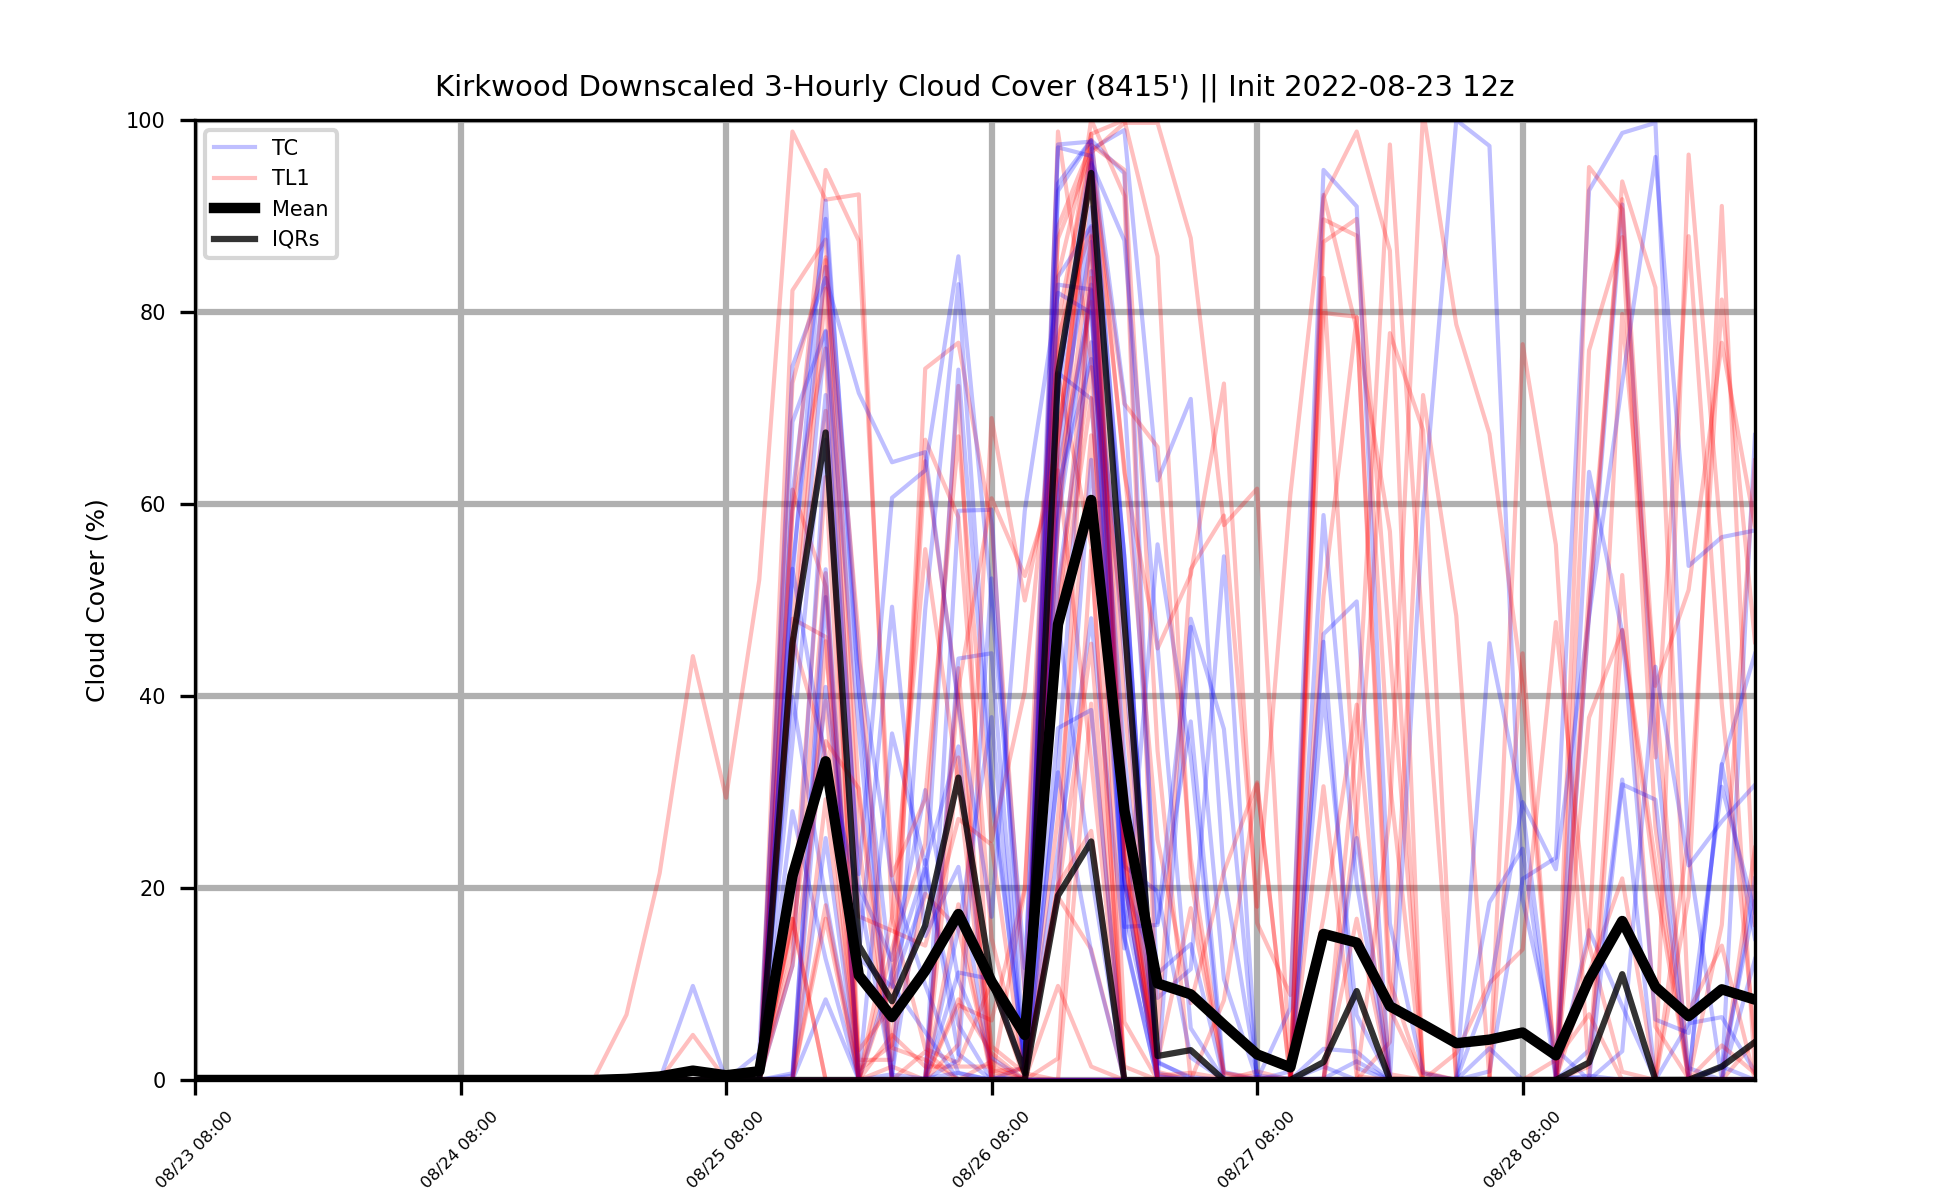 Kirkwood Downscaled 3-Hourly Cloud Cover (8415') || Init 2022-08-23 12z
100
80
60
40
20
0
Cloud Cover (%)
TC
TL1
Mean
IQRs
08/23 08:00
08/24 08:00
08/25 08:00
08/26 08:00
08/27 08:00
08/28 08:00